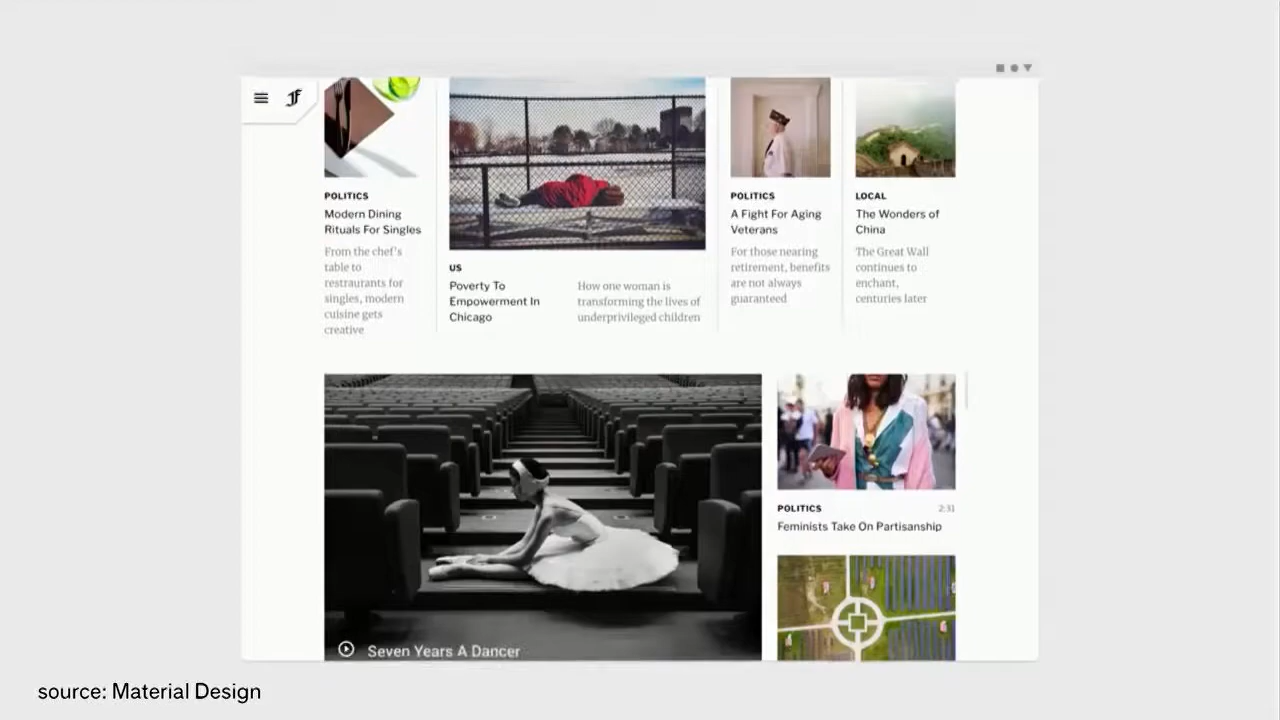 POLITICS
Modern Dining
Rituals For Singles
From the chef's
table to
restraurants for
singles, modern
cuisine gets
creative
US
Poverty To
Empowerment In
Chicago
How one woman is
transforming the lives of
underprivileged children
POLITICS
A Fight For Aging
Veterans
For those nearing
retirement, benefits
are not always
guaranteed
LOCAL
The Wonders of
China
The Great Wall
continues to
enchant,
centuries later
Seven Years A Dancer
POLITICS 2:31
Feminists Take On Partisanship
source: Material Design